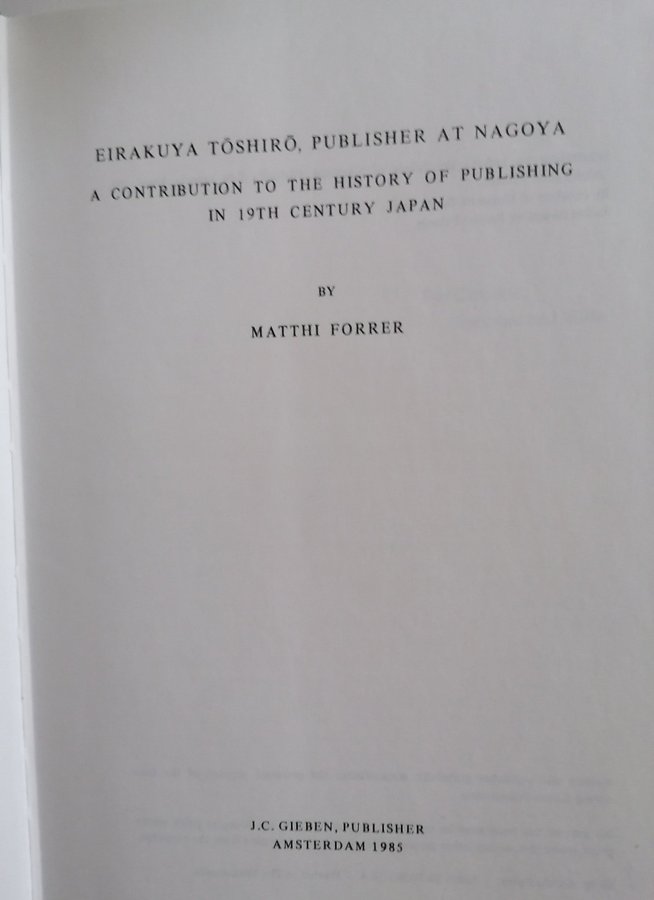 EIRAKUYA TŌSHIRŌ, PUBLISHER AT NAGOYA
A CONTRIBUTION TO THE HISTORY OF PUBLISHING
IN 19TH CENTURY JAPAN
BY
MATTHI FORRER
J.C. GIEBEN, PUBLISHER
AMSTERDAM 1985